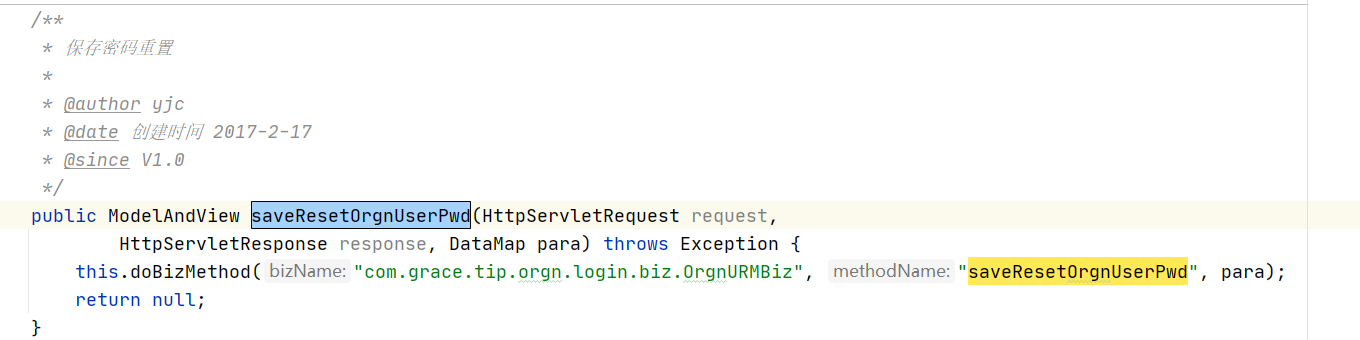 /**
* 保存密码重置
*
* @author yjc
* @date 创建时间 2017-2-17
* @since V1.0
*/
public ModelAndView saveResetOrgnUserPwd(HttpServletRequest request,
HttpServletResponse response, DataMap para) throws Exception {
this.doBizMethod( bizName: "com.grace.tip.orgn.login.biz.OrgnURMBiz", methodName: "saveResetOrgnUserPwd", para);
return null;
}